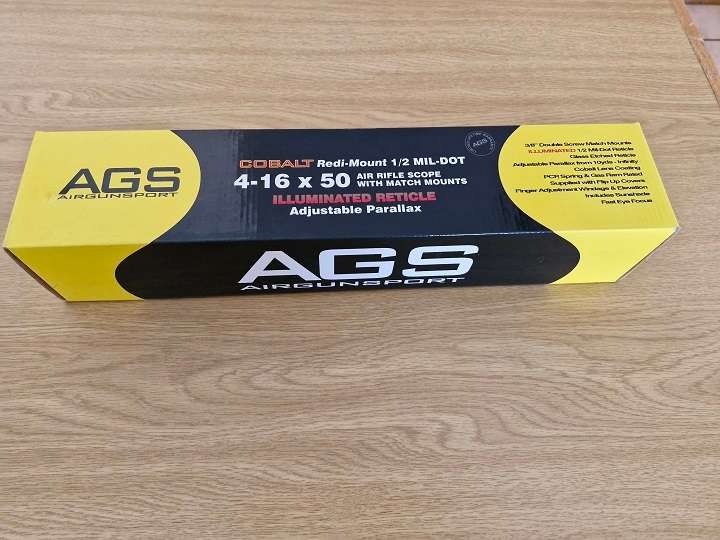 AGS
AIRGUNSPORT
COBALT Redi-Mount 1/2 MIL-DOT
4-16 x 50 AIR RIFLE SCOPE
WITH MATCH MOUNTS
ILLUMINATED RETICLE
Adjustable Parallax
AGS
3/8" Double Screw Match Mounts
ILLUMINATED 1/2 Mil-Dot Reticle
Glass Etched Reticle
Adjustable Parallax from 10yds - Infinity
Cobalt Lens Coating
PCP, Spring & Gas Ram Rated
Supplied with Flip Up Covers
Finger Adjustment Windage & Elevation
Includes Sunshade
Fast Eye Focus
AGS
AIRGUNSPORT